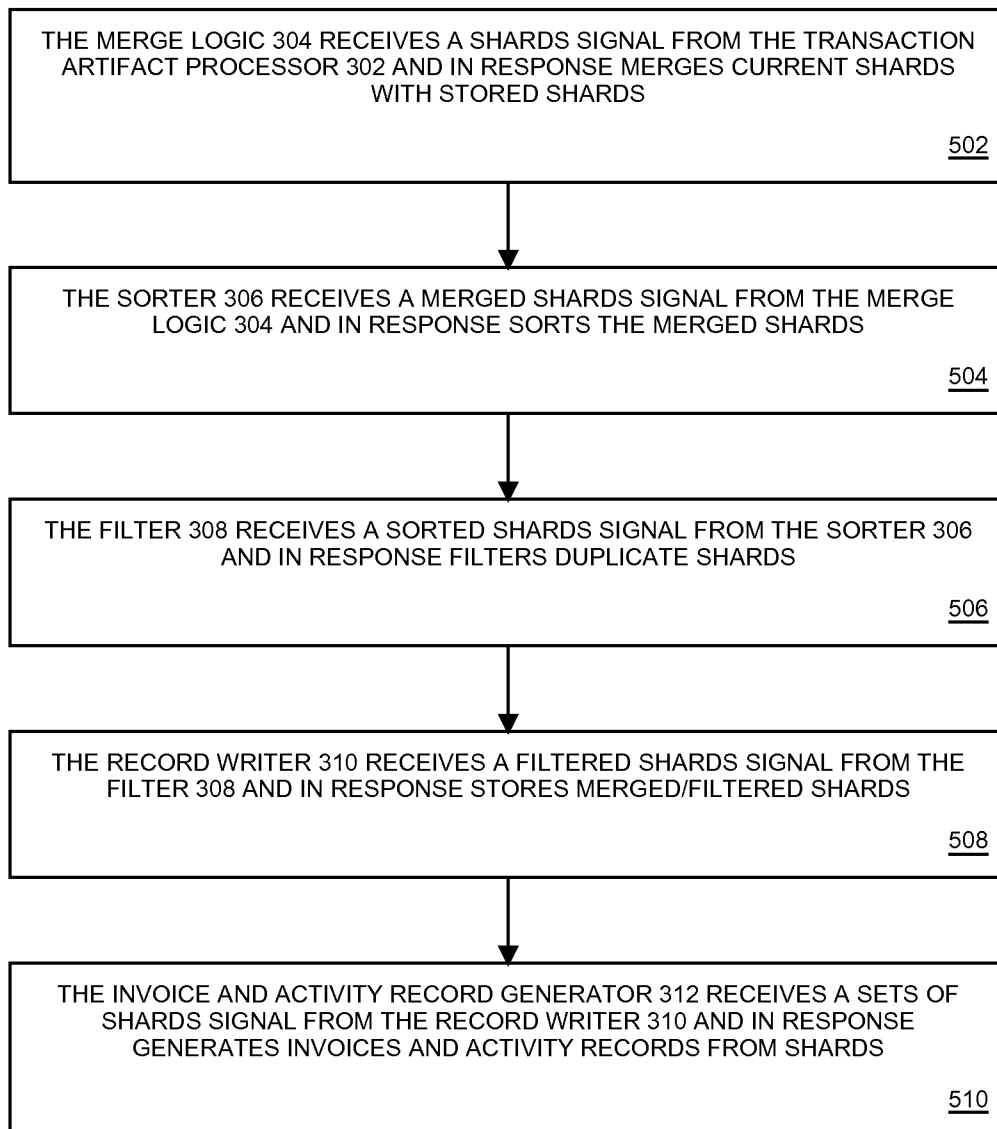 THE MERGE LOGIC 304 RECEIVES A SHARDS SIGNAL FROM THE TRANSACTION
ARTIFACT PROCESSOR 302 AND IN RESPONSE MERGES CURRENT SHARDS
WITH STORED SHARDS
502
THE SORTER 306 RECEIVES A MERGED SHARDS SIGNAL FROM THE MERGE
LOGIC 304 AND IN RESPONSE SORTS THE MERGED SHARDS
504
THE FILTER 308 RECEIVES A SORTED SHARDS SIGNAL FROM THE SORTER 306
AND IN RESPONSE FILTERS DUPLICATE SHARDS
506
THE RECORD WRITER 310 RECEIVES A FILTERED SHARDS SIGNAL FROM THE
FILTER 308 AND IN RESPONSE STORES MERGED/FILTERED SHARDS
508
THE INVOICE AND ACTIVITY RECORD GENERATOR 312 RECEIVES A SETS OF
SHARDS SIGNAL FROM THE RECORD WRITER 310 AND IN RESPONSE
GENERATES INVOICES AND ACTIVITY RECORDS FROM SHARDS
510